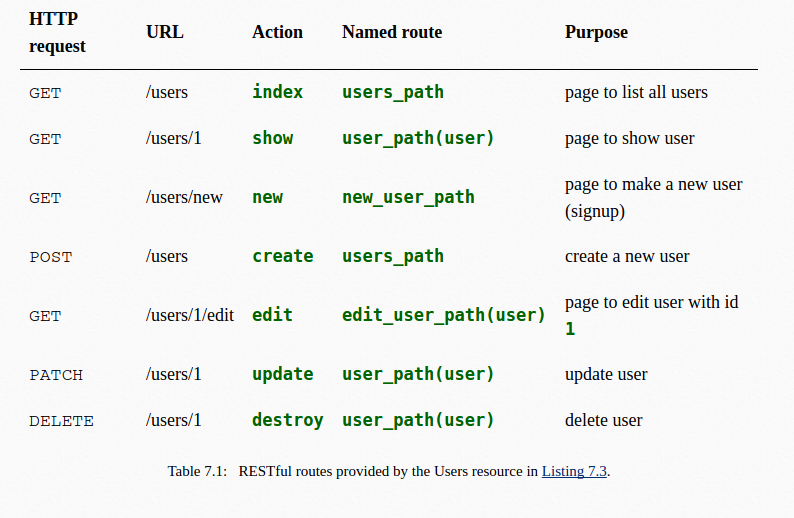 HTTP request URL Action Named route Purpose
GET /users index users_path page to list all users
GET /users/1 show user_path(user) page to show user
GET /users/new new new_user_path page to make a new user
(signup)
POST /users create users_path create a new user
GET /users/1/edit edit edit_user_path(user) page to edit user with id
1
PATCH /users/1 update user_path(user) update user
DELETE /users/1 destroy user_path(user) delete user
Table 7.1: RESTful routes provided by the Users resource in Listing 7.3.